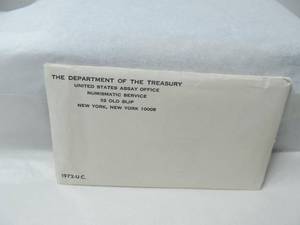 THE DEPARTMENT OF THE TREASURY
UNITED STATES ASSAY OFFICE
NUMISMATIC SERVICE
32 OLD SLIP
NEW YORK, NEW YORK 10005
1972-U.C.